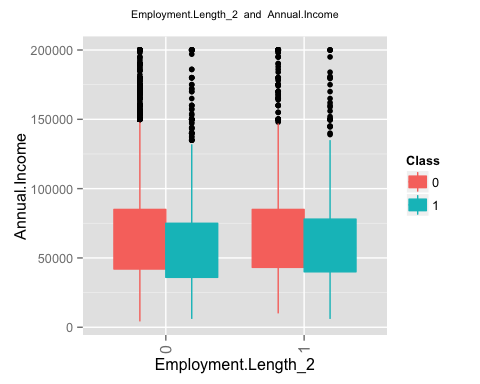 Employment.Length_2 and Annual.Income
200000
150000
100000
50000
0
Annual.Income
0
1
Employment.Length_2
Class
0
1